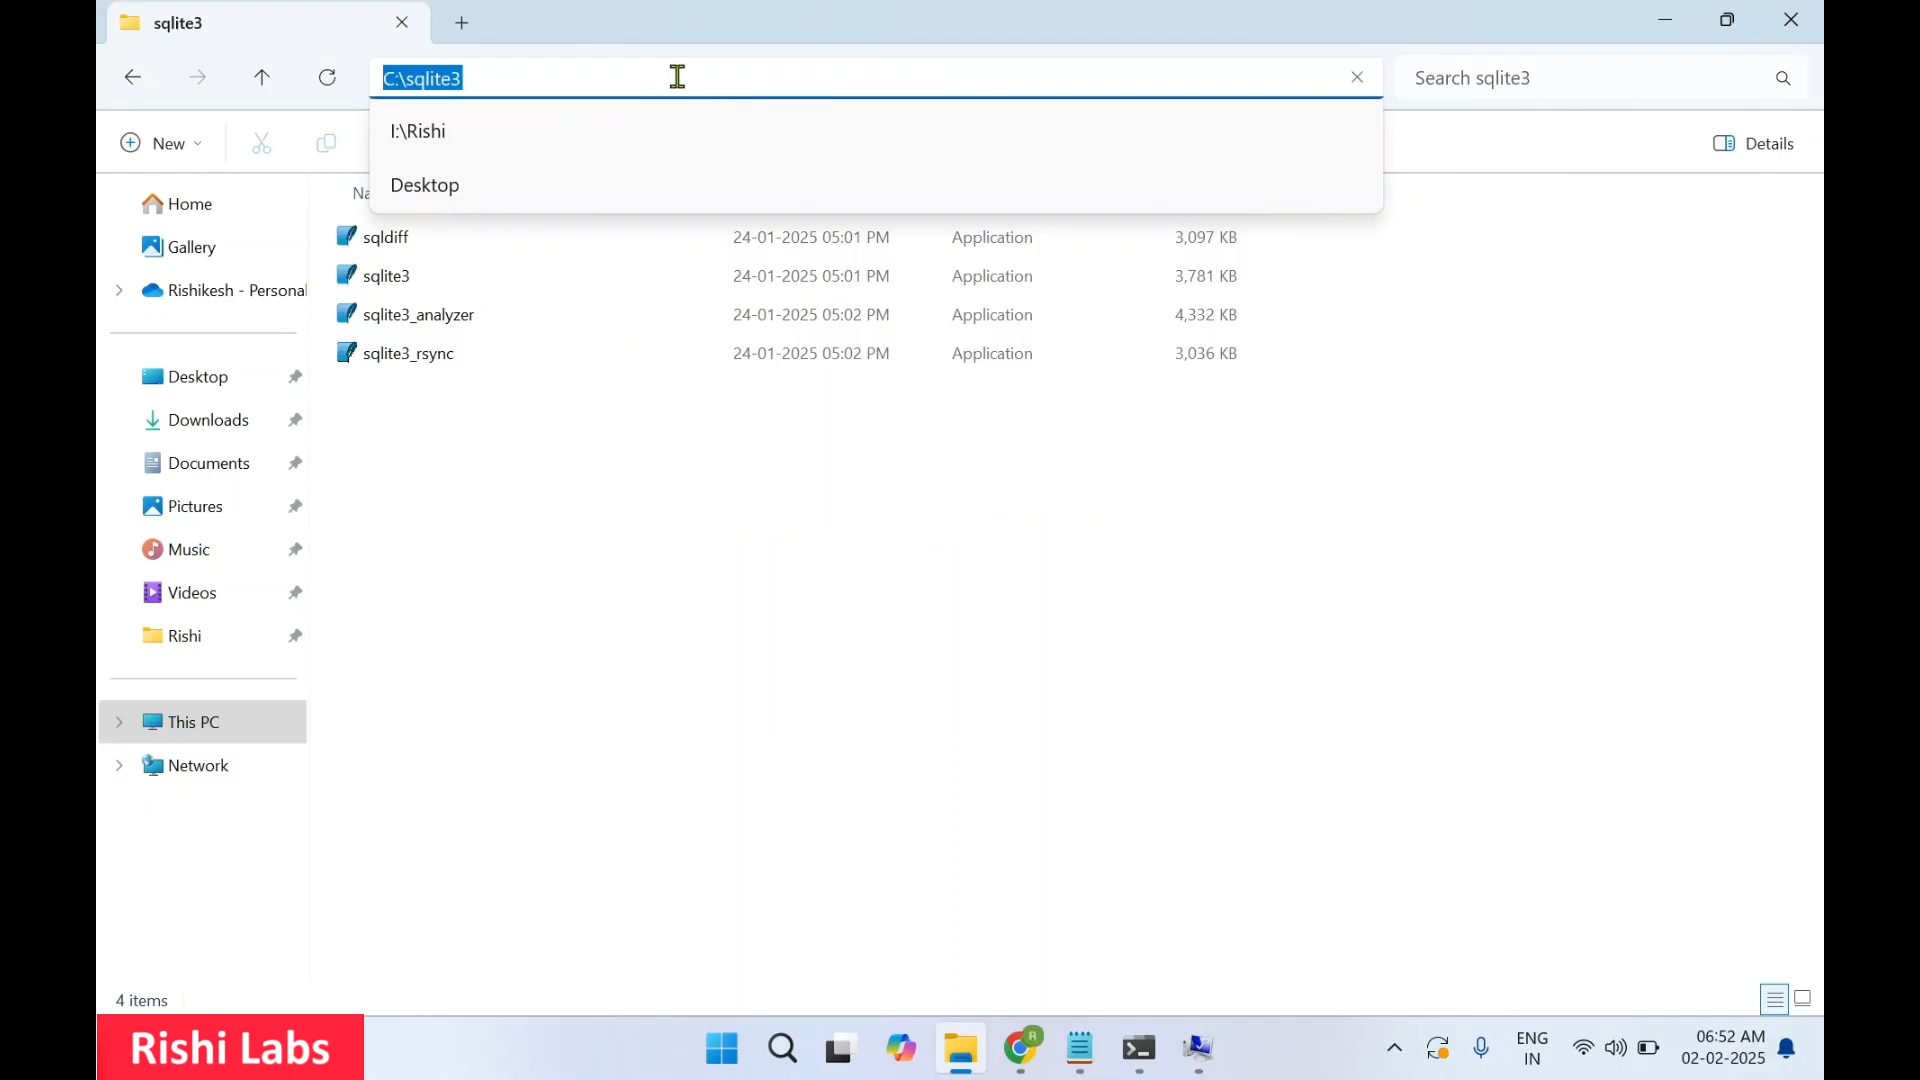 sqlite3
C:\sqlite3
Search sqlite3
I:\Rishi
Desktop
New
Details
Na
Home
Gallery
Rishikesh - Personal
Desktop
Downloads
Documents
Pictures
Music
Videos
Rishi
This PC
Network
sqldiff 24-01-2025 05:01 PM Application 3,097 KB
sqlite3 24-01-2025 05:01 PM Application 3,781 KB
sqlite3_analyzer 24-01-2025 05:02 PM Application 4,332 KB
sqlite3_rsync 24-01-2025 05:02 PM Application 3,036 KB
4 items
Rishi Labs
R
ENG
IN
06:52 AM
02-02-2025